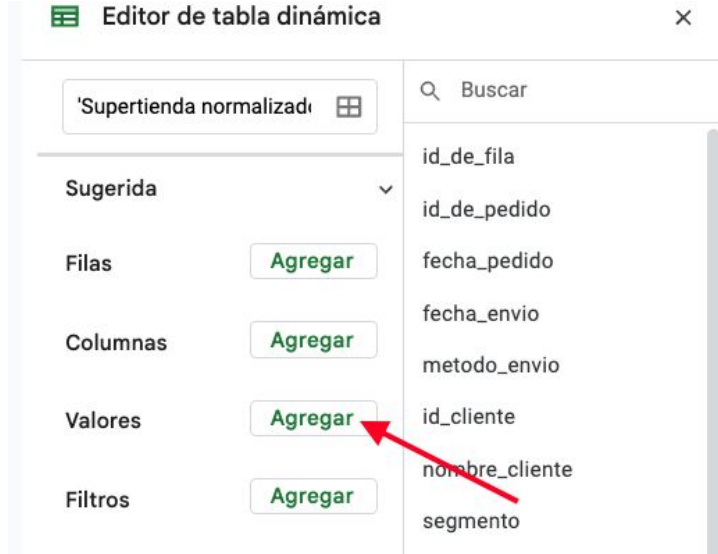 Editor de tabla dinámica
'Supertienda normalizado
Sugerida
Filas
Agregar
Columnas
Agregar
Valores
Agregar
Filtros
Agregar
Buscar
id_de_fila
id_de_pedido
fecha_pedido
fecha_envio
metodo_envio
id_cliente
nombre_cliente
segmento